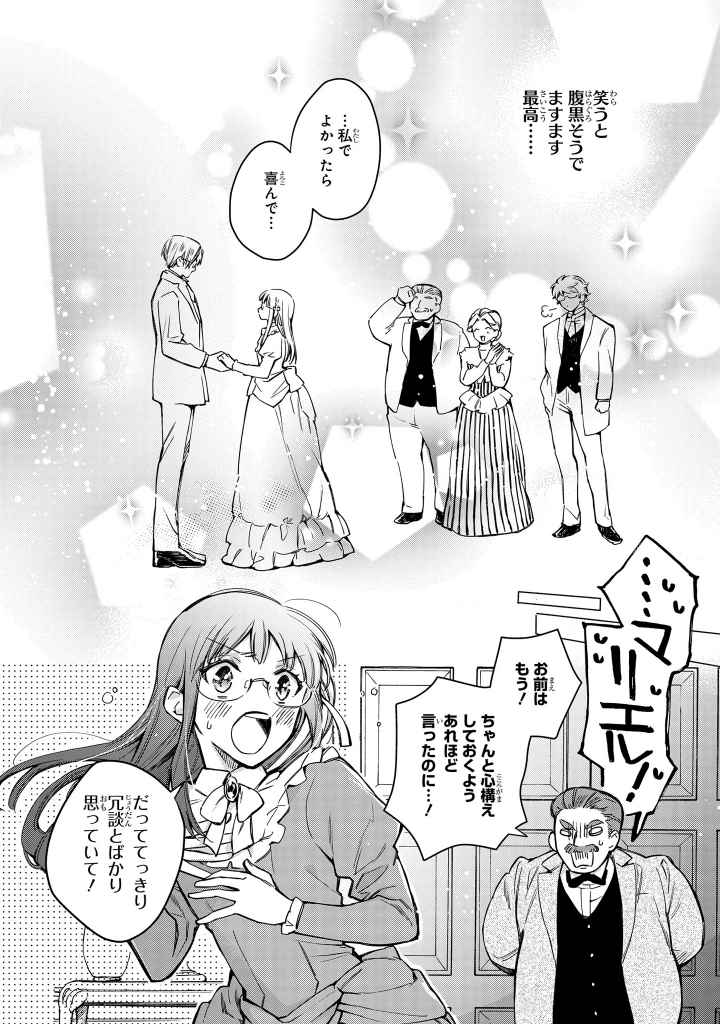 笑うと
腹黒そうで
ますます
最高……
…私で
よかったら
喜んで…
……マリエル！
お前は
もう！
ちゃんと心構え
しておくよう
あれほど
言ったのに…！
だっててっきり
冗談とばかり
思っていて！